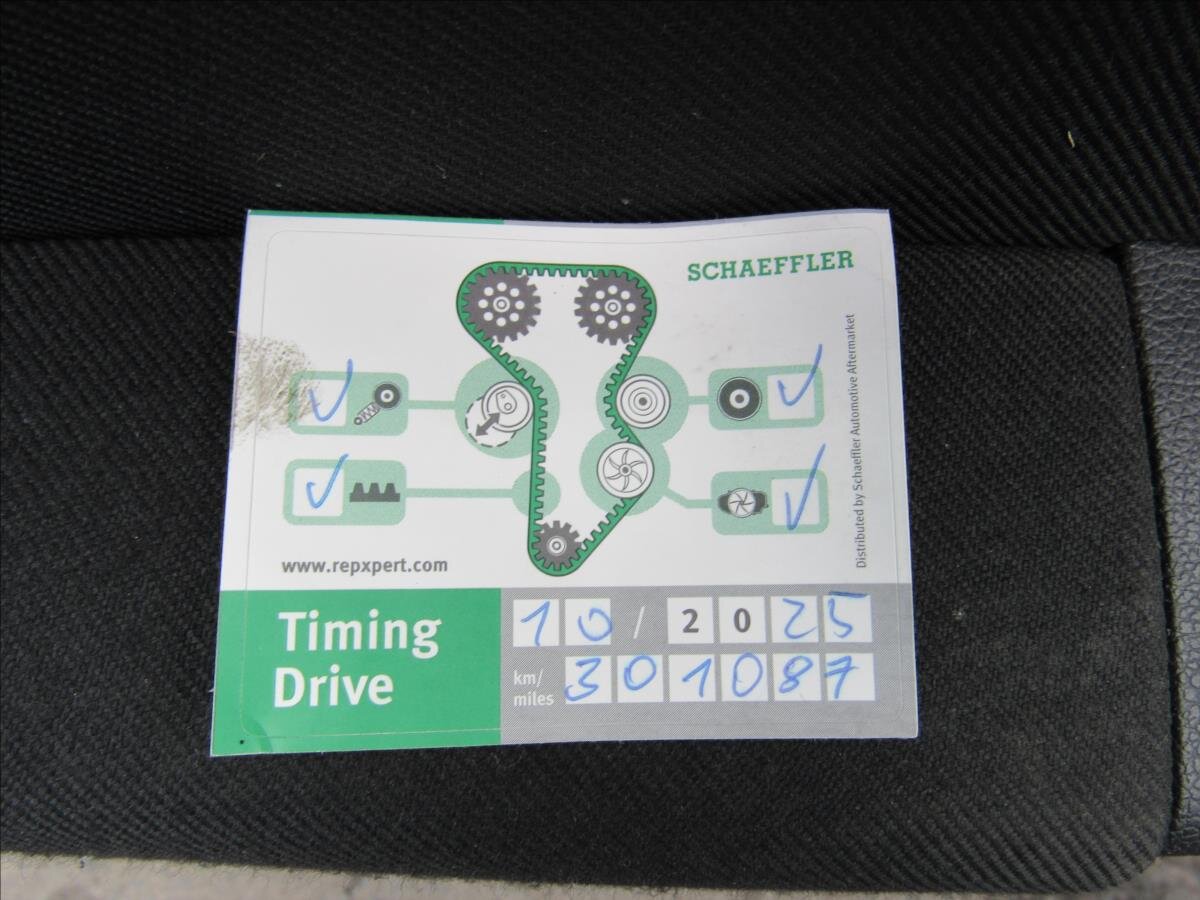 SCHAEFFLER
Distributed by Schaeffler Automotive Aftermarket
www.repxpert.com
Timing
Drive
10 / 2025
km/
miles
301087